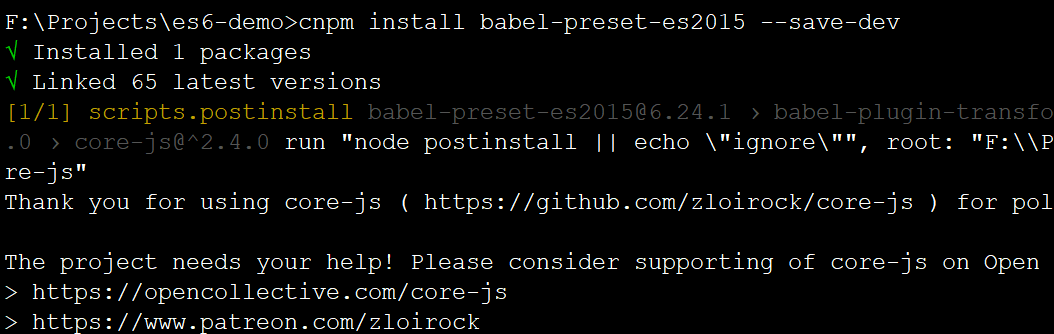 F:\Projects\es6-demo>cnpm install babel-preset-es2015 --save-dev
√ Installed 1 packages
√ Linked 65 latest versions
[1/1] scripts.postinstall babel-preset-es2015@6.24.1 › babel-plugin-transfo
.0 › core-js@^2.4.0 run "node postinstall || echo \"ignore\"", root: "F:\\P
re-js"
Thank you for using core-js ( https://github.com/zloirock/core-js ) for pol
The project needs your help! Please consider supporting of core-js on Open
> https://opencollective.com/core-js
> https://www.patreon.com/zloirock